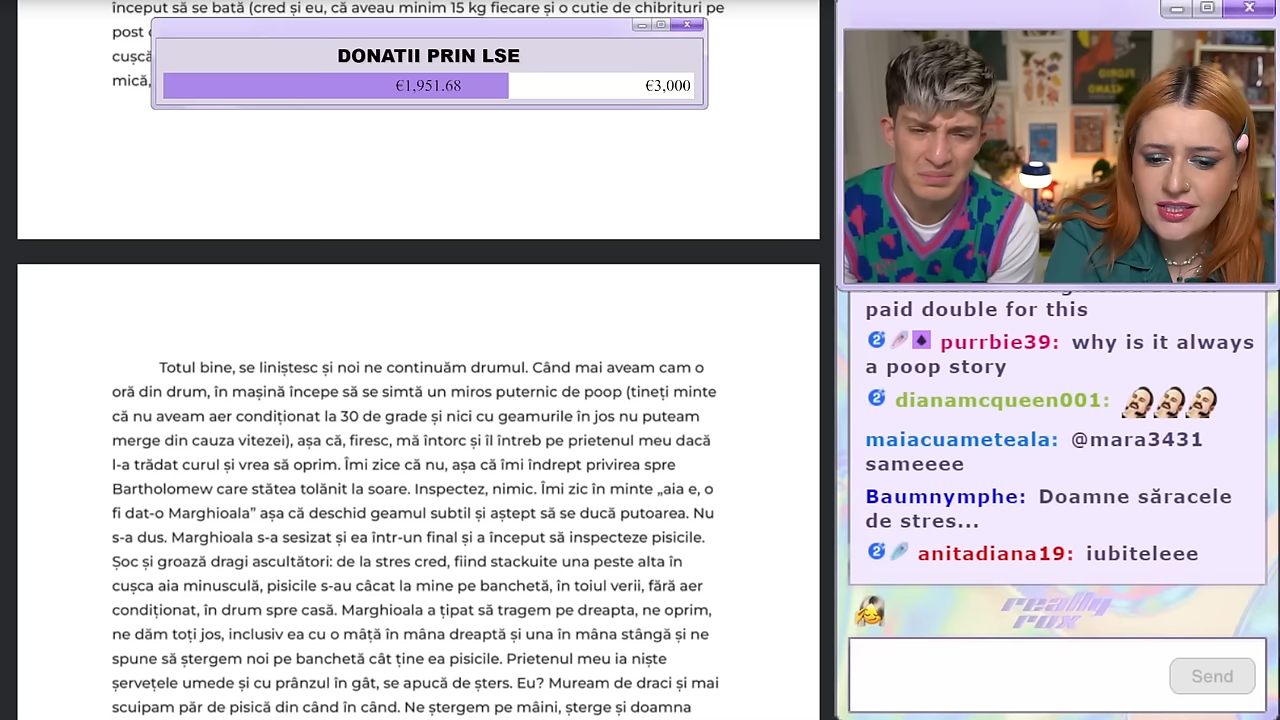 început să se bată (cred și eu, că aveau minim 15 kg fiecare și o cutie de chibrituri pe
post
cușcă
mică,
DONATII PRIN LSE
€1,951.68
€3,000
Totul bine, se liniștesc și noi ne continuăm drumul. Când mai aveam cam o
oră din drum, în mașină începe să se simtă un miros puternic de poop (tineți minte
că nu aveam aer condiționat la 30 de grade și nici cu geamurile în jos nu puteam
merge din cauza vitezei), așa că, firesc, mă întorc și îl întreb pe prietenul meu dacă
l-a trădat curul și vrea să oprim. Îmi zice că nu, așa că îmi îndrept privirea spre
Bartholomew care stătea tolănit la soare. Inspectez, nimic. Îmi zic în minte „aia e, o
fi dat-o Marghioala” așa că deschid geamul subtil și aștept să se ducă putoarea. Nu
s-a dus. Marghioala s-a sesizat și ea într-un final și a început să inspecteze pisicile.
Șoc și groază dragi ascultători: de la stres cred, fiind stackuite una peste alta în
cușca aia minusculă, pisicile s-au câcat la mine pe banchetă, în toiul verii, fără aer
condiționat, în drum spre casă. Marghioala a țipat să tragem pe dreapta, ne oprim,
ne dăm toți jos, inclusiv ea cu o mâță în mâna dreaptă și una în mâna stângă și ne
spune să ștergem noi pe banchetă cât ține ea pisicile. Prietenul meu ia niște
șervețele umede și cu prânzul în gât, se apucă de șters. Eu? Muream de draci și mai
scuipam păr de pisică din când în când. Ne ștergem pe mâini, șterge și doamna
paid double for this
purrbie39: why is it always
a poop story
dianamcqueen001:
maiacuameteala: @mara3431
sameeee
Baumnymphe: Doamne săracele
de stres...
anitadiana19: iubiteleee
really
rux
Send